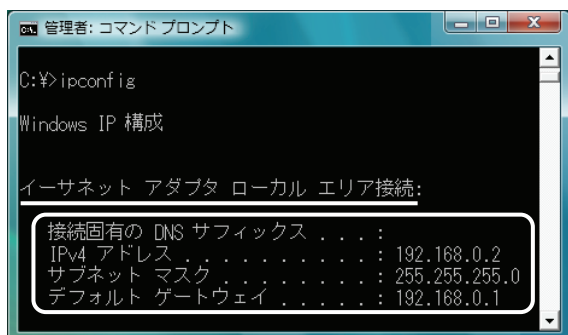 管理者: コマンド プロンプト
C:¥>ipconfig
Windows IP 構成
イーサネット アダプタ ローカル エリア接続:
接続固有の DNS サフィックス . . . :
IPv4 アドレス . . . . . . . . . . : 192.168.0.2
サブネット マスク . . . . . . . . : 255.255.255.0
デフォルト ゲートウェイ . . . . . : 192.168.0.1